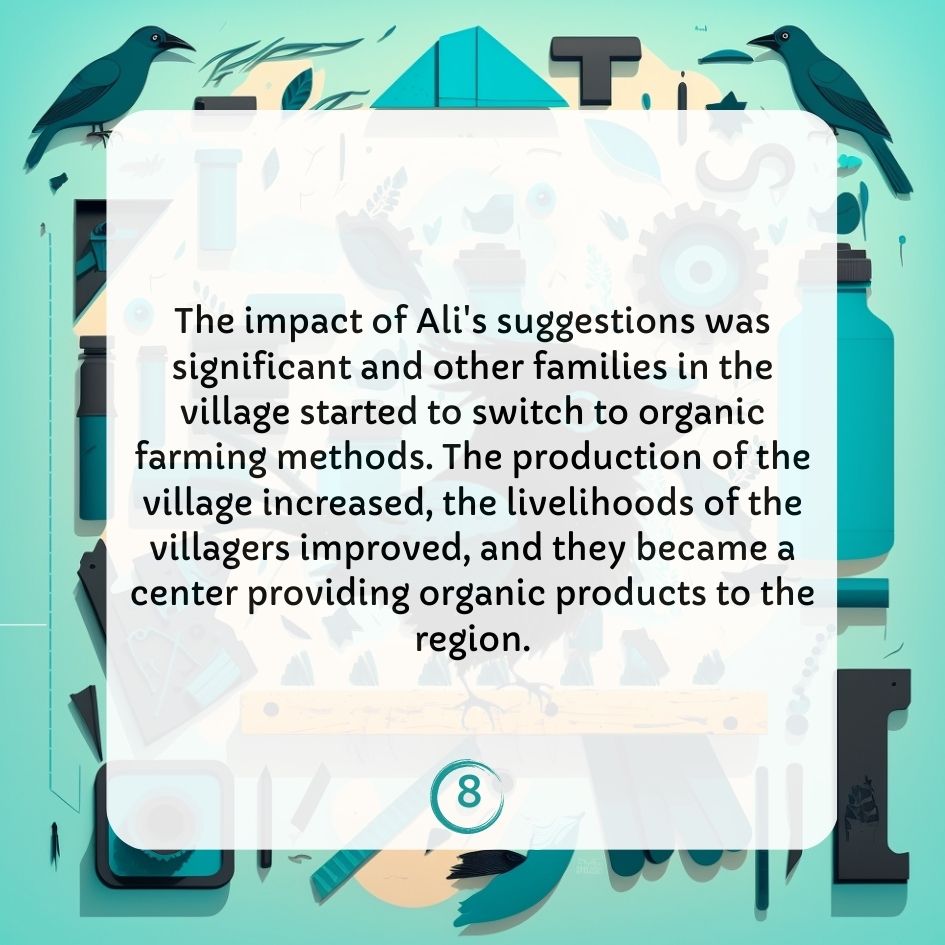 The impact of Ali's suggestions was
significant and other families in the
village started to switch to organic
farming methods. The production of the
village increased, the livelihoods of the
villagers improved, and they became a
center providing organic products to the
region.
8